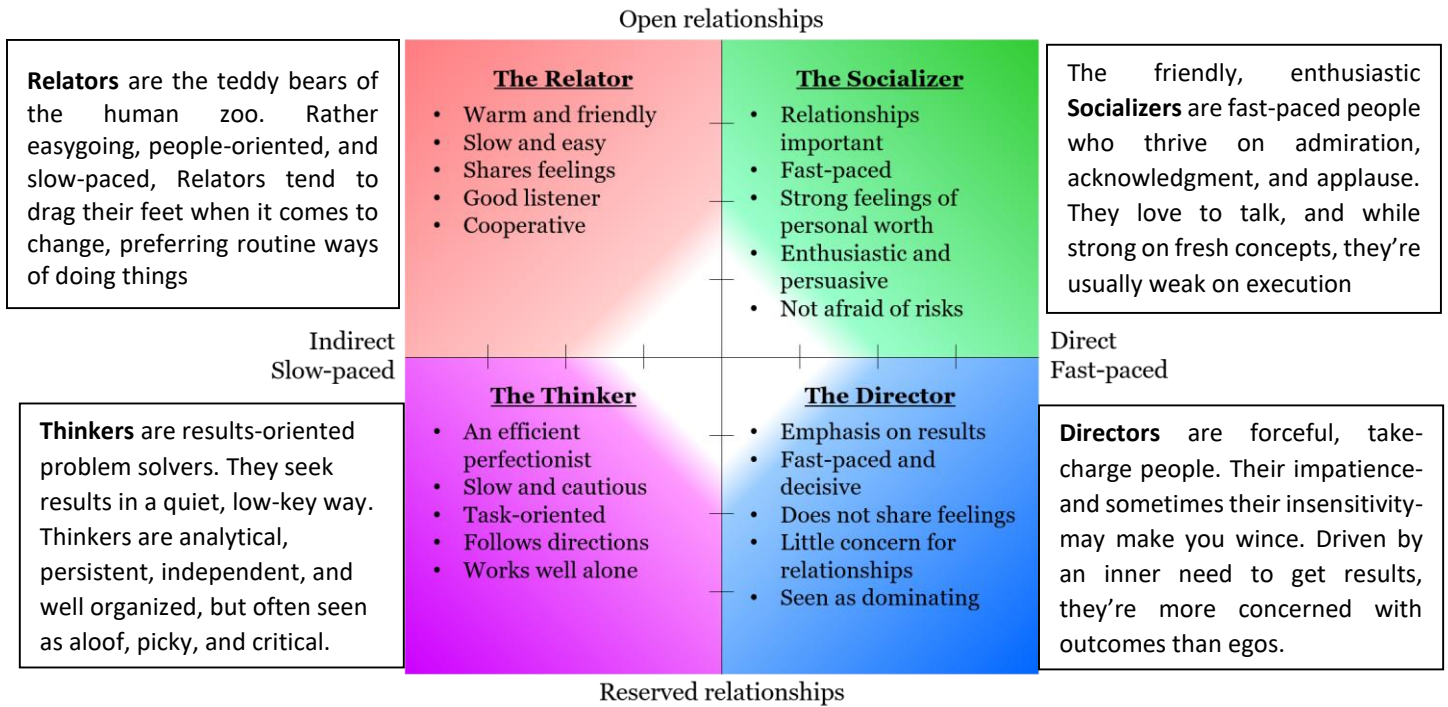 Open relationships
Relators are the teddy bears of
the human zoo. Rather
easygoing, people-oriented, and
slow-paced, Relators tend to
drag their feet when it comes to
change, preferring routine ways
of doing things
The Relator
• Warm and friendly
• Slow and easy
• Shares feelings
• Good listener
• Cooperative
The Socializer
• Relationships
important
• Fast-paced
• Strong feelings of
personal worth
• Enthusiastic and
persuasive
• Not afraid of risks
The friendly, enthusiastic
Socializers are fast-paced people
who thrive on admiration,
acknowledgment, and applause.
They love to talk, and while
strong on fresh concepts, they’re
usually weak on execution
Indirect
Slow-paced
Direct
Fast-paced
Thinkers are results-oriented
problem solvers. They seek
results in a quiet, low-key way.
Thinkers are analytical,
persistent, independent, and
well organized, but often seen
as aloof, picky, and critical.
The Thinker
• An efficient
perfectionist
• Slow and cautious
• Task-oriented
• Follows directions
• Works well alone
The Director
• Emphasis on results
• Fast-paced and
decisive
• Does not share feelings
• Little concern for
relationships
• Seen as dominating
Directors are forceful, take-
charge people. Their impatience-
and sometimes their insensitivity-
may make you wince. Driven by
an inner need to get results,
they’re more concerned with
outcomes than egos.
Reserved relationships